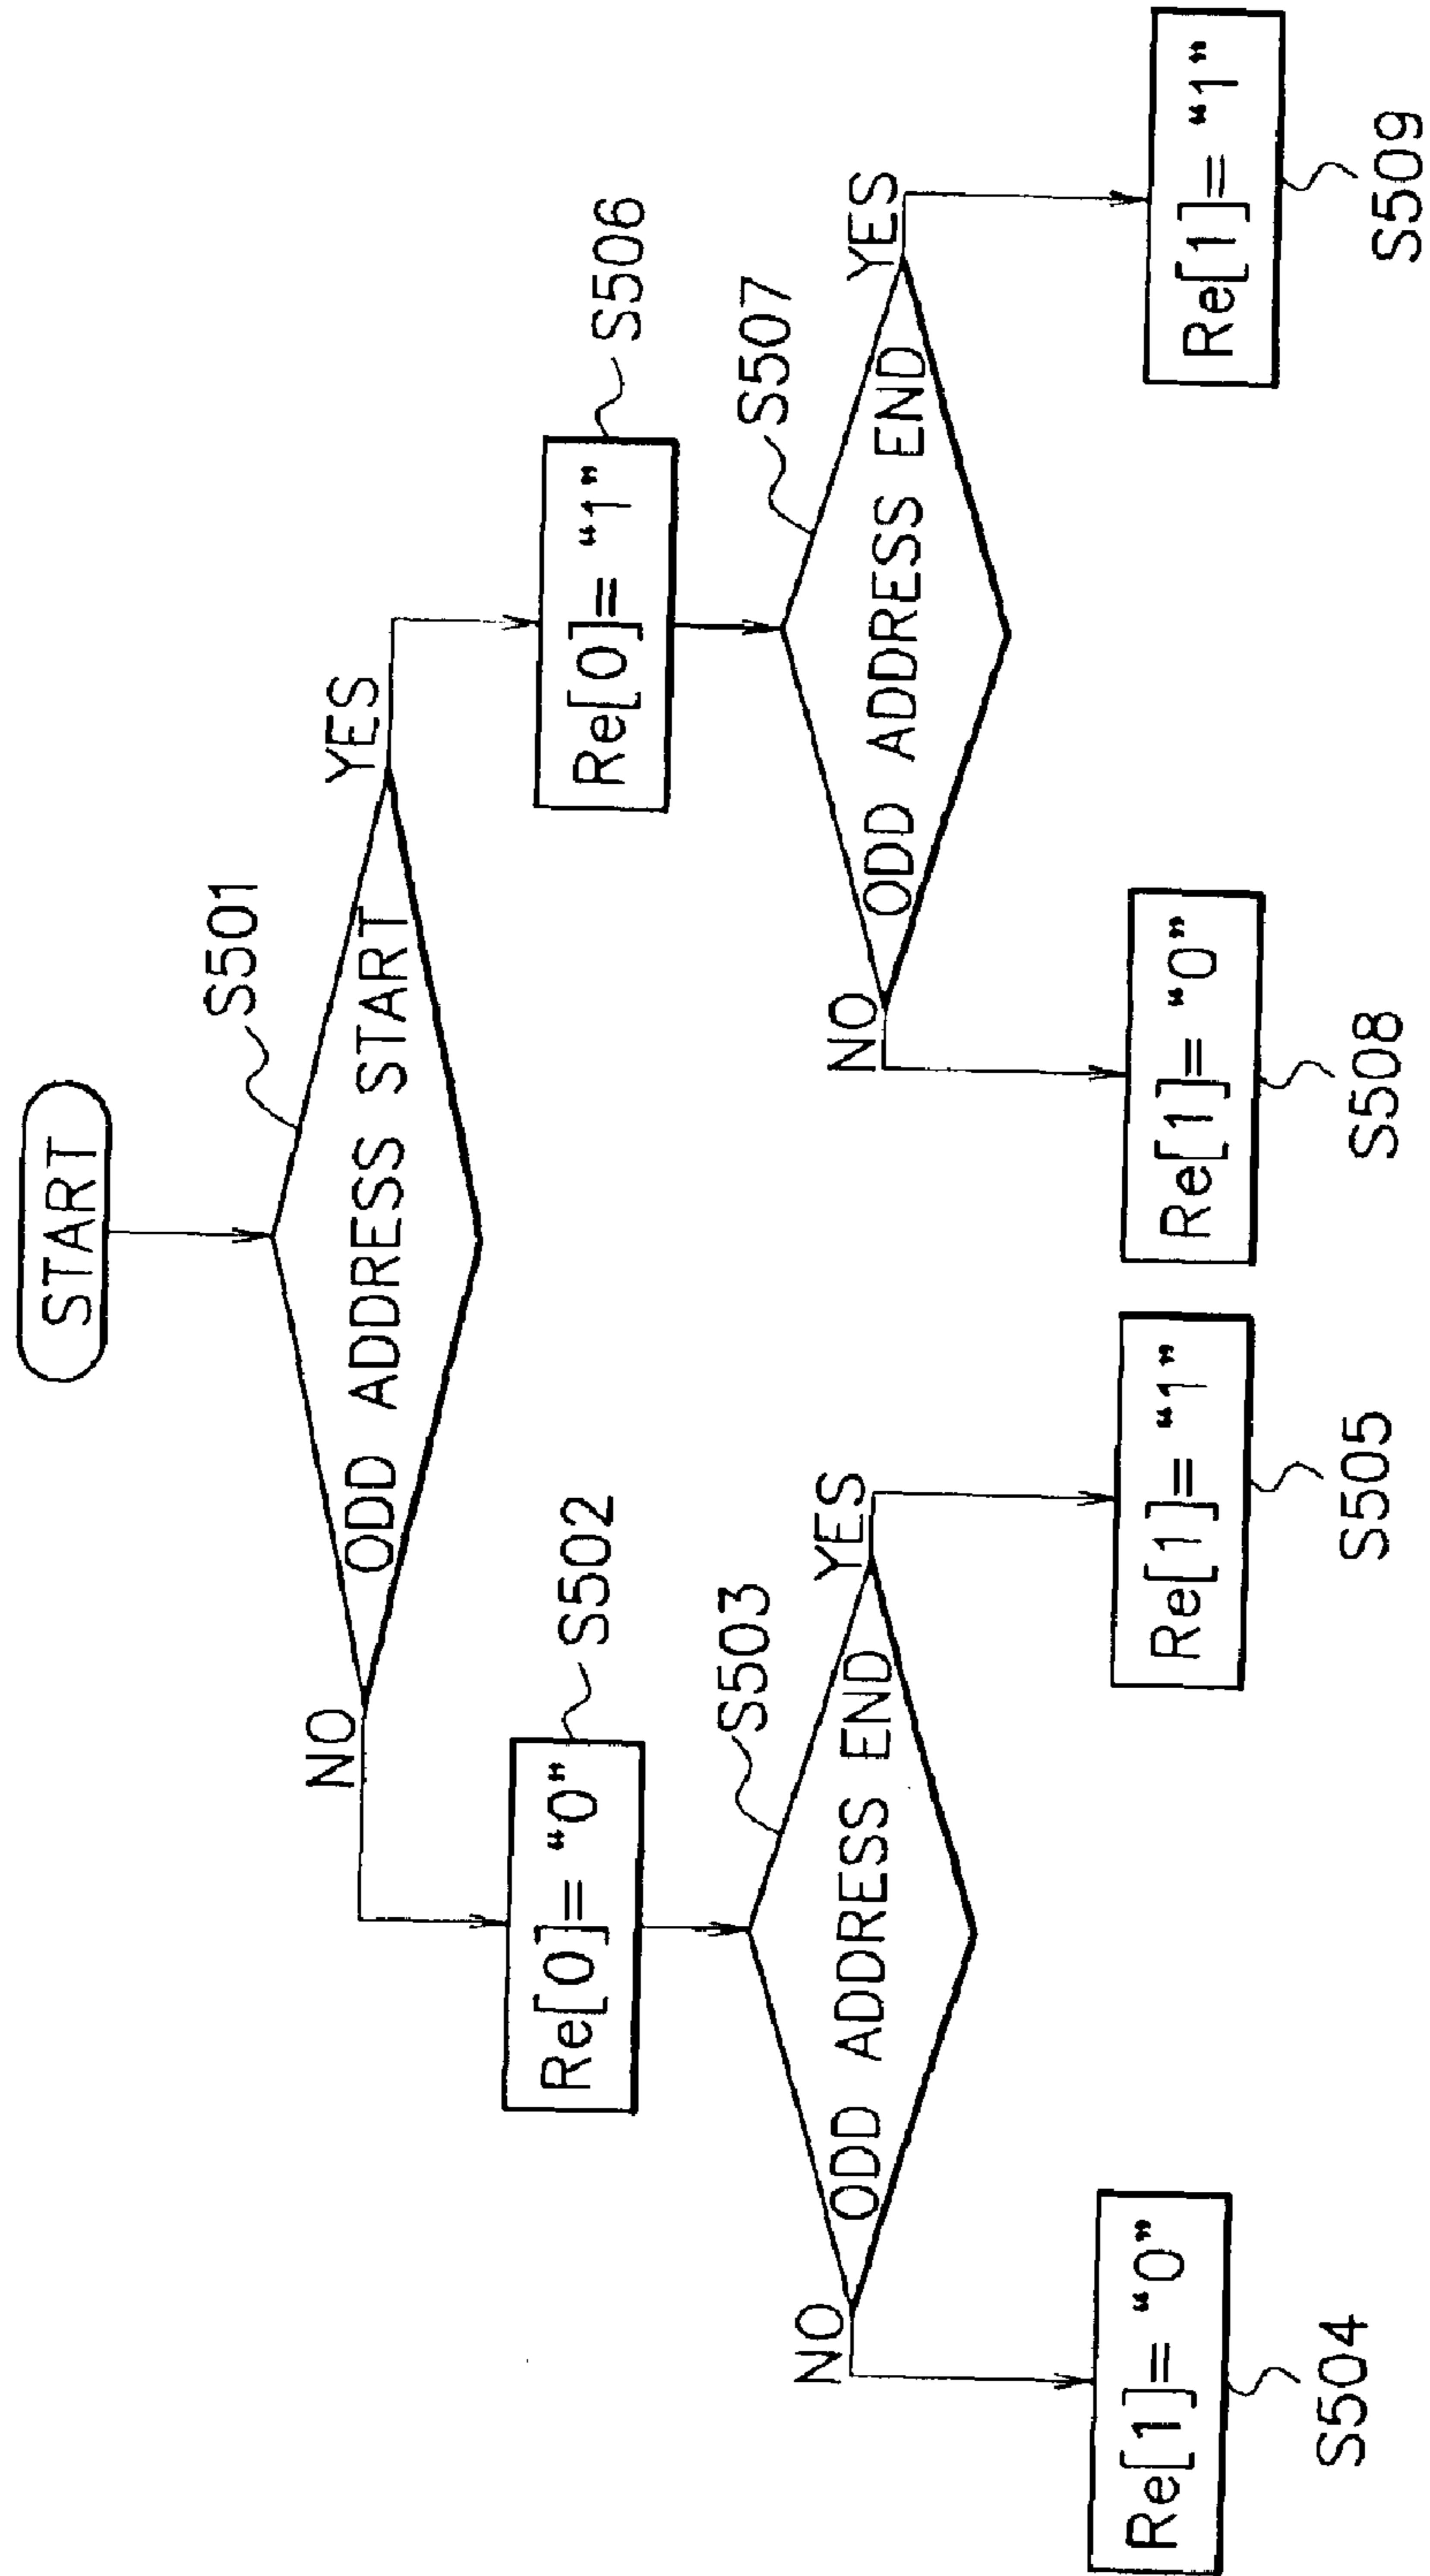 START
S501
ODD ADDRESS START
NO
YES
Re[0]= “0”
S502
Re[0]= “1”
S506
S503
ODD ADDRESS END
NO
YES
S507
ODD ADDRESS END
NO
YES
Re[1]= “0”
S504
Re[1]= “1”
S505
Re[1]= “0”
S508
Re[1]= “1”
S509